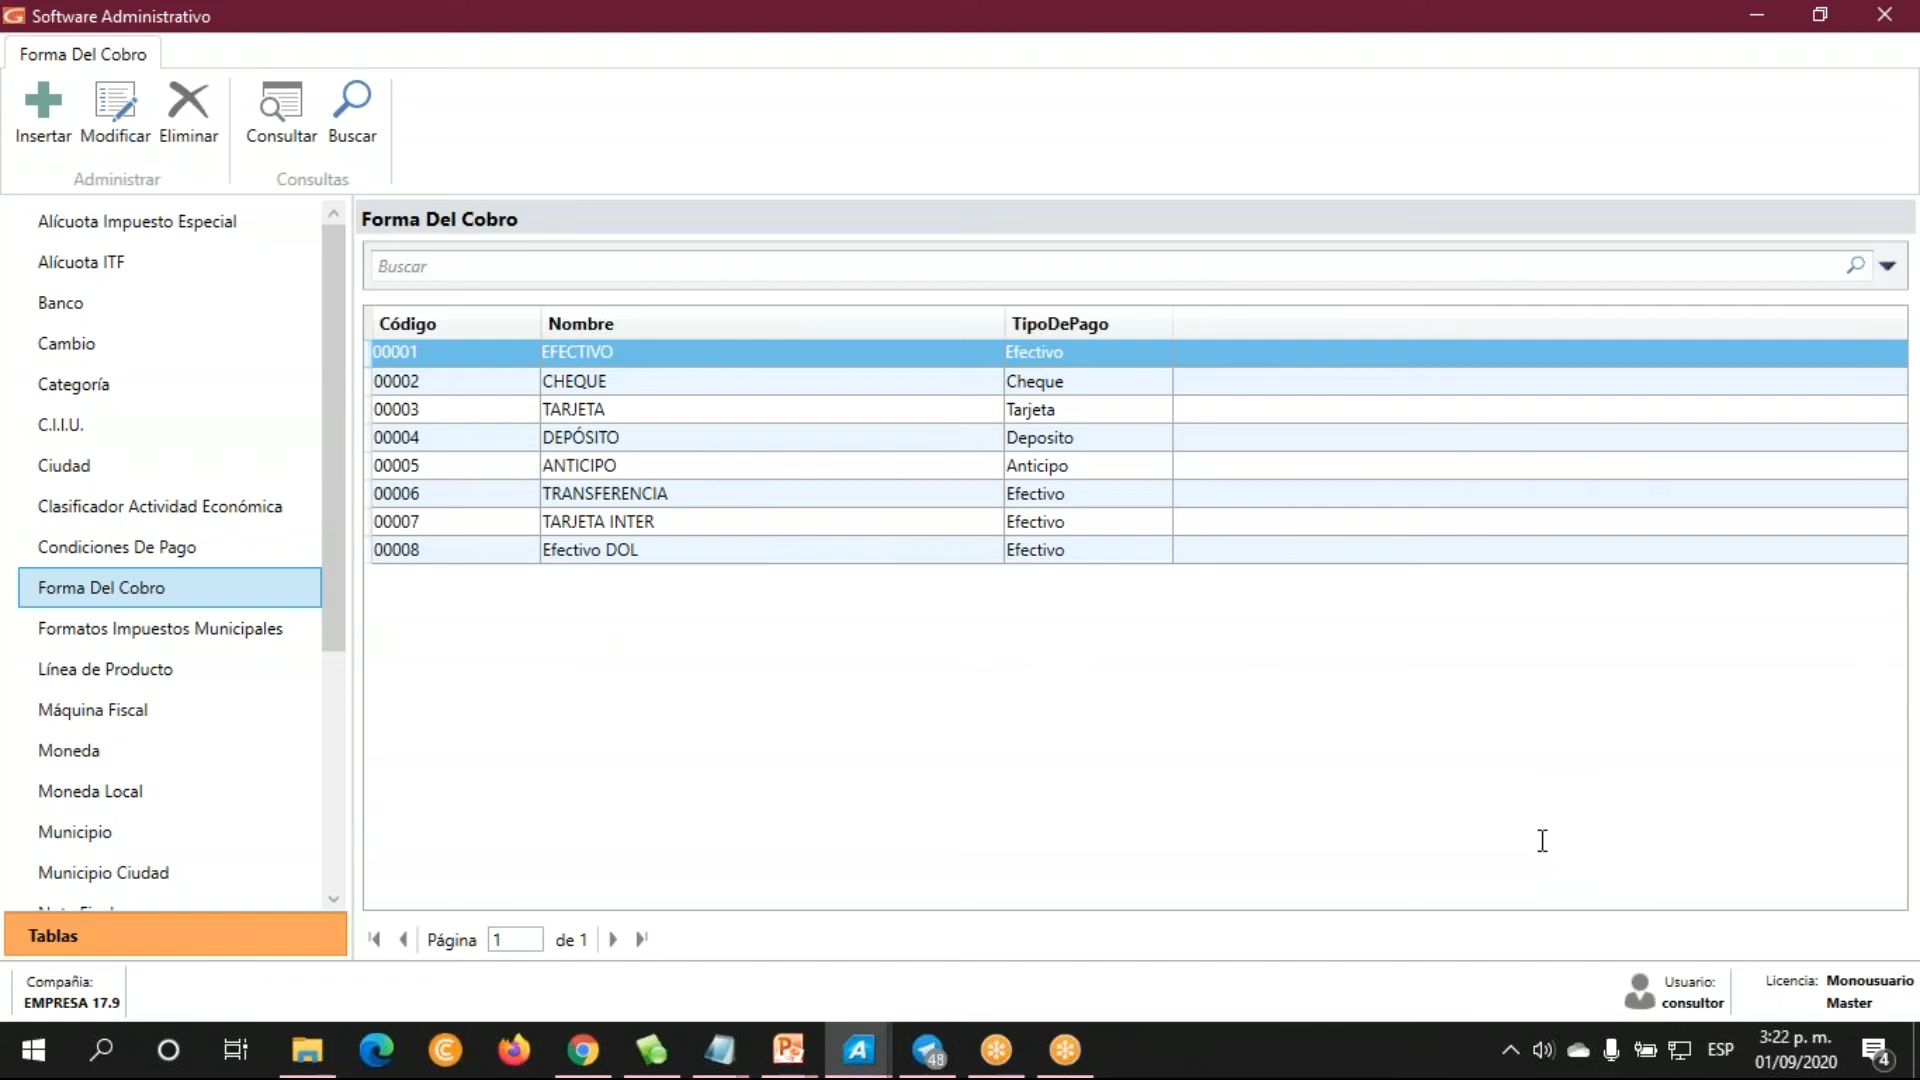 Software Administrativo
Forma Del Cobro
Insertar Modificar Eliminar Consultar Buscar
Administrar Consultas
Alícuota Impuesto Especial
Alícuota ITF
Banco
Cambio
Categoría
C.I.I.U.
Ciudad
Clasificador Actividad Económica
Condiciones De Pago
Forma Del Cobro
Formatos Impuestos Municipales
Línea de Producto
Máquina Fiscal
Moneda
Moneda Local
Municipio
Municipio Ciudad
Tablas
Forma Del Cobro
Buscar
Código Nombre TipoDePago
00001 EFECTIVO Efectivo
00002 CHEQUE Cheque
00003 TARJETA Tarjeta
00004 DEPÓSITO Deposito
00005 ANTICIPO Anticipo
00006 TRANSFERENCIA Efectivo
00007 TARJETA INTER Efectivo
00008 Efectivo DOL Efectivo
Página 1 de 1
Compañia:
EMPRESA 17.9
Usuario:
consultor
Licencia: Monousuario
Master
48
ESP
3:22 p. m.
01/09/2020
4